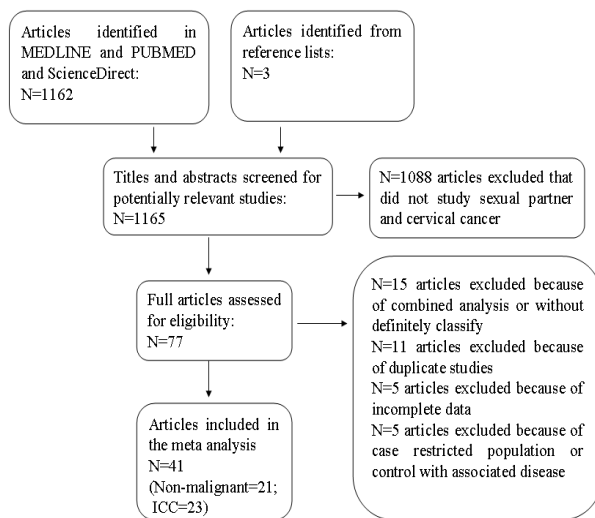 Articles identified in
MEDLINE and PUBMED
and ScienceDirect:
N=1162
Articles identified from
reference lists:
N=3
Titles and abstracts screened for
potentially relevant studies:
N=1165
N=1088 articles excluded that
did not study sexual partner
and cervical cancer
Full articles assessed
for eligibility:
N=77
N=15 articles excluded because
of combined analysis or without
definitely classify
N=11 articles excluded because
of duplicate studies
N=5 articles excluded because of
incomplete data
N=5 articles excluded because of
case restricted population or
control with associated disease
Articles included in
the meta analysis
N=41
(Non-malignant=21;
ICC=23)